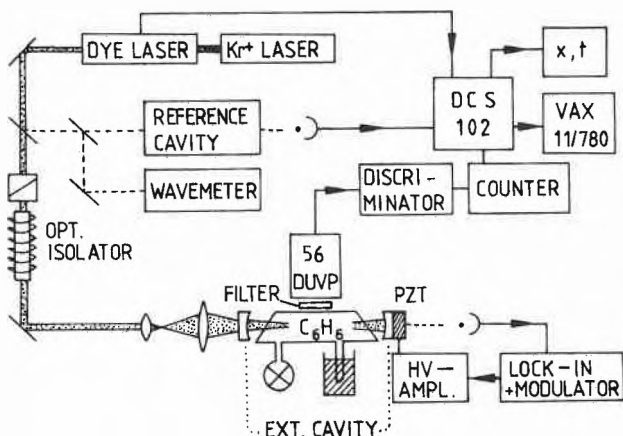 DYE LASER
Kr+ LASER
x,t
DCS
102
VAX
11/780
REFERENCE
CAVITY
WAVEMETER
DISCRI-
MINATOR
COUNTER
OPT.
ISOLATOR
56
DUVP
FILTER
PZT
C6H6
HV-
AMPL.
LOCK-IN
+MODULATOR
EXT. CAVITY